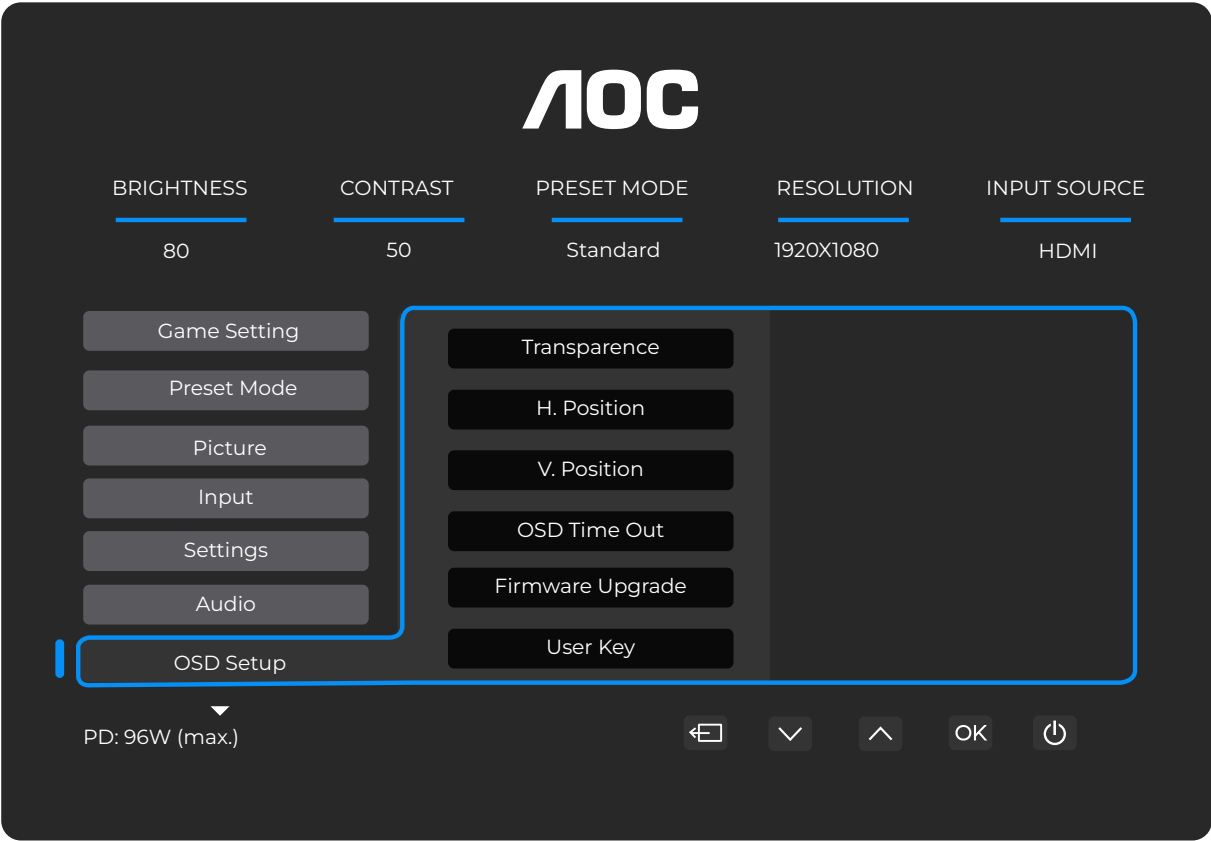 AOC
BRIGHTNESS CONTRAST PRESET MODE RESOLUTION INPUT SOURCE
80 50 Standard 1920X1080 HDMI
Game Setting
Preset Mode
Picture
Input
Settings
Audio
OSD Setup
Transparence
H. Position
V. Position
OSD Time Out
Firmware Upgrade
User Key
PD: 96W (max.)
OK